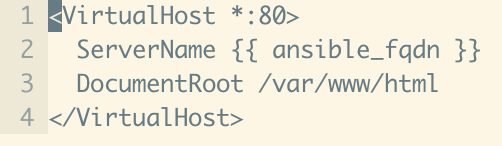 1 <VirtualHost *:80>
2   ServerName {{ ansible_fqdn }}
3   DocumentRoot /var/www/html
4 </VirtualHost>